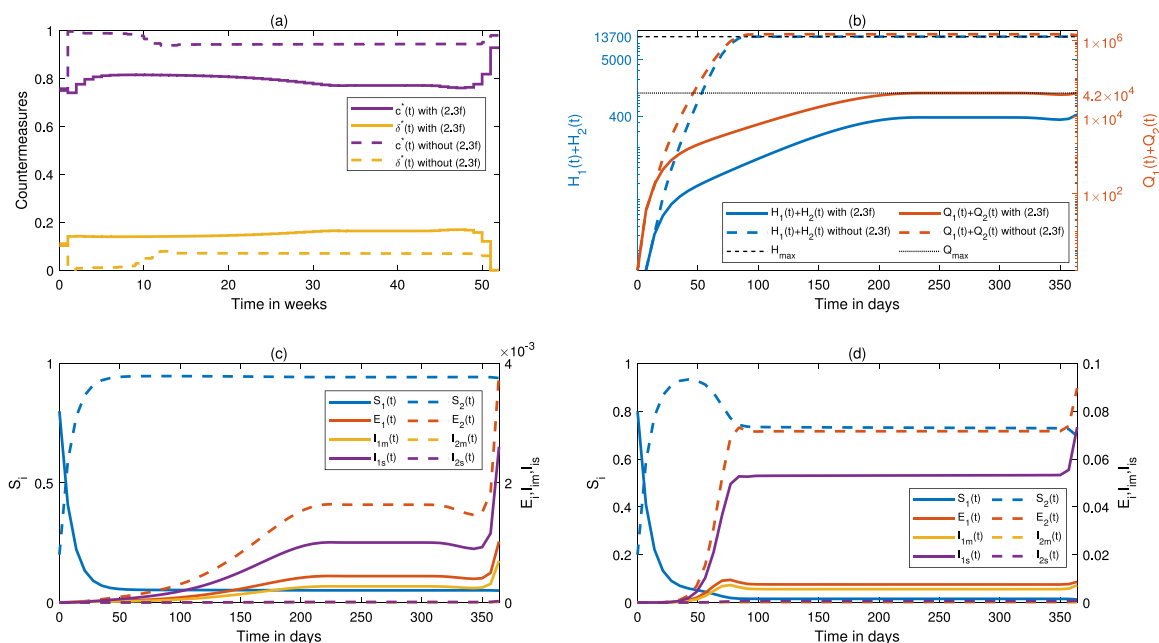 (a)
Countermeasures
1
0.8
0.6
0.4
0.2
0
c*(t) with (2.3f)
δ*(t) with (2.3f)
c*(t) without (2.3f)
δ*(t) without (2.3f)
0 10 20 30 40 50
Time in weeks
(b)
H1(t)+H2(t)
13700
5000
400
Q1(t)+Q2(t)
1×10^6
4.2×10^4
1×10^4
1×10^2
H1(t)+H2(t) with (2.3f) Q1(t)+Q2(t) with (2.3f)
H1(t)+H2(t) without (2.3f) Q1(t)+Q2(t) without (2.3f)
Hmax Qmax
0 50 100 150 200 250 300 350
Time in days
(c)
×10^-3
Si
1
0.5
0
Ei,Iim,Iis
4
2
0
S1(t) S2(t)
E1(t) E2(t)
I1m(t) I2m(t)
I1s(t) I2s(t)
0 50 100 150 200 250 300 350
Time in days
(d)
Si
1
0.8
0.6
0.4
0.2
0
Ei,Iim,Iis
0.1
0.08
0.06
0.04
0.02
0
S1(t) S2(t)
E1(t) E2(t)
I1m(t) I2m(t)
I1s(t) I2s(t)
0 50 100 150 200 250 300 350
Time in days